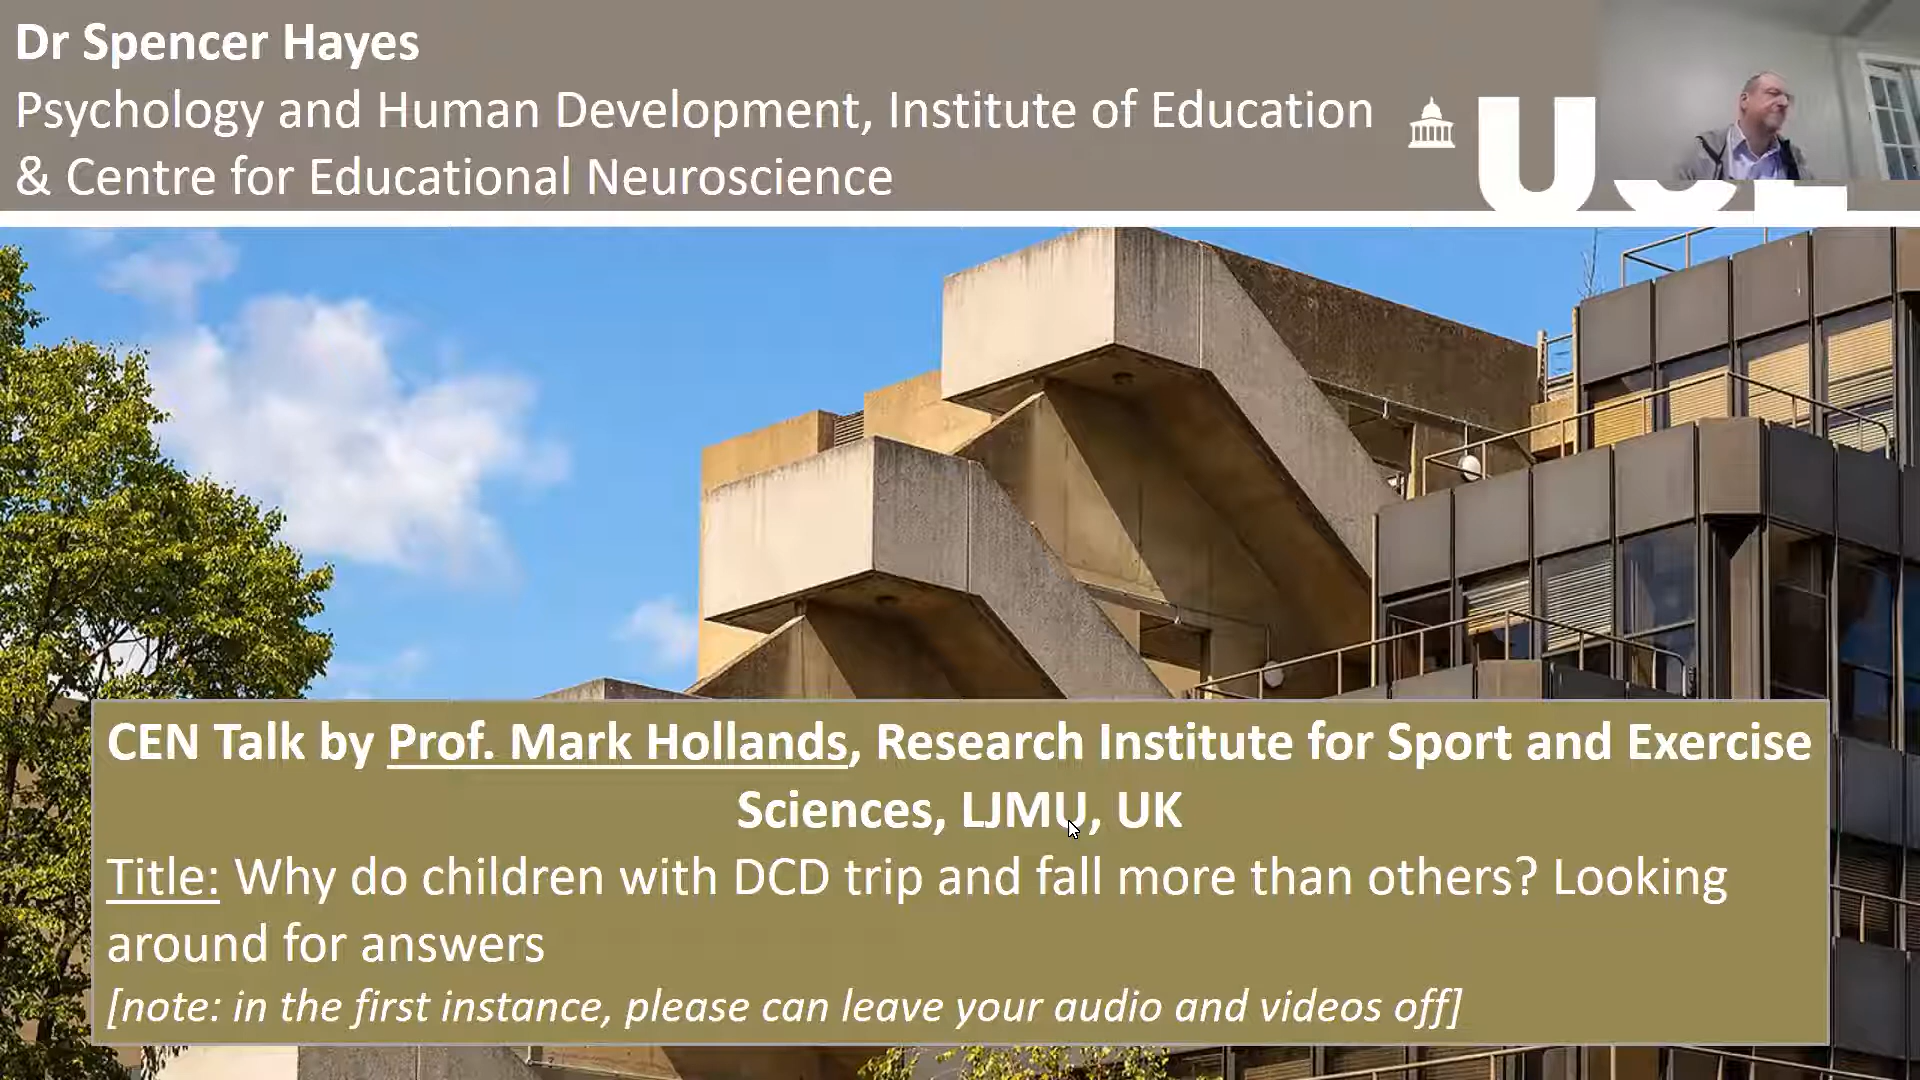 Dr Spencer Hayes
Psychology and Human Development, Institute of Education
& Centre for Educational Neuroscience
CEN Talk by Prof. Mark Hollands, Research Institute for Sport and Exercise
Sciences, LJMU, UK
Title: Why do children with DCD trip and fall more than others? Looking
around for answers
[note: in the first instance, please can leave your audio and videos off]